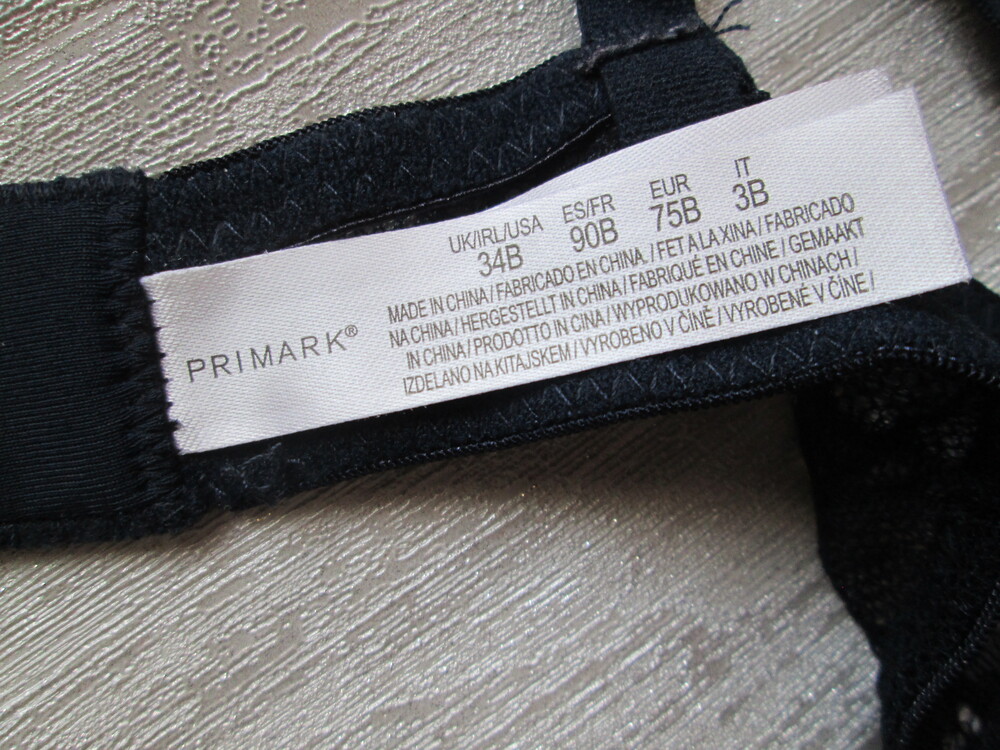 PRIMARK®
UK/IRL/USA ES/FR EUR IT
34B 90B 75B 3B
MADE IN CHINA / FABRICADO EN CHINA / FET A LA XINA / FABRICADO
NA CHINA / HERGESTELLT IN CHINA / FABRIQUÉ EN CHINE / GEMAAKT
IN CHINA / PRODOTTO IN CINA / WYPRODUKOWANO W CHINACH /
IZDELANO NA KITAJSKEM / VYROBENO V ČÍNĚ / VYROBENÉ V ČÍNE /